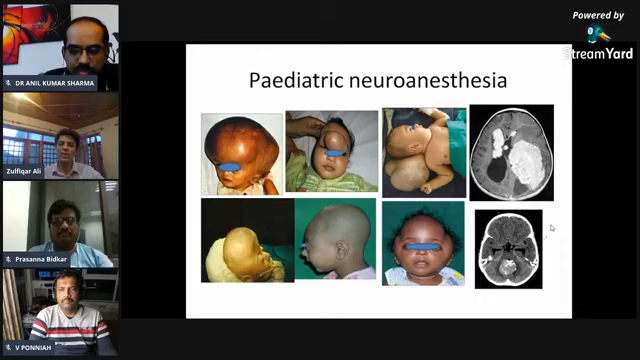 Powered by
StreamYard
DR ANIL KUMAR SHARMA
Zulfiqar Ali
Prasanna Bidkar
V PONNIAH
Paediatric neuroanesthesia